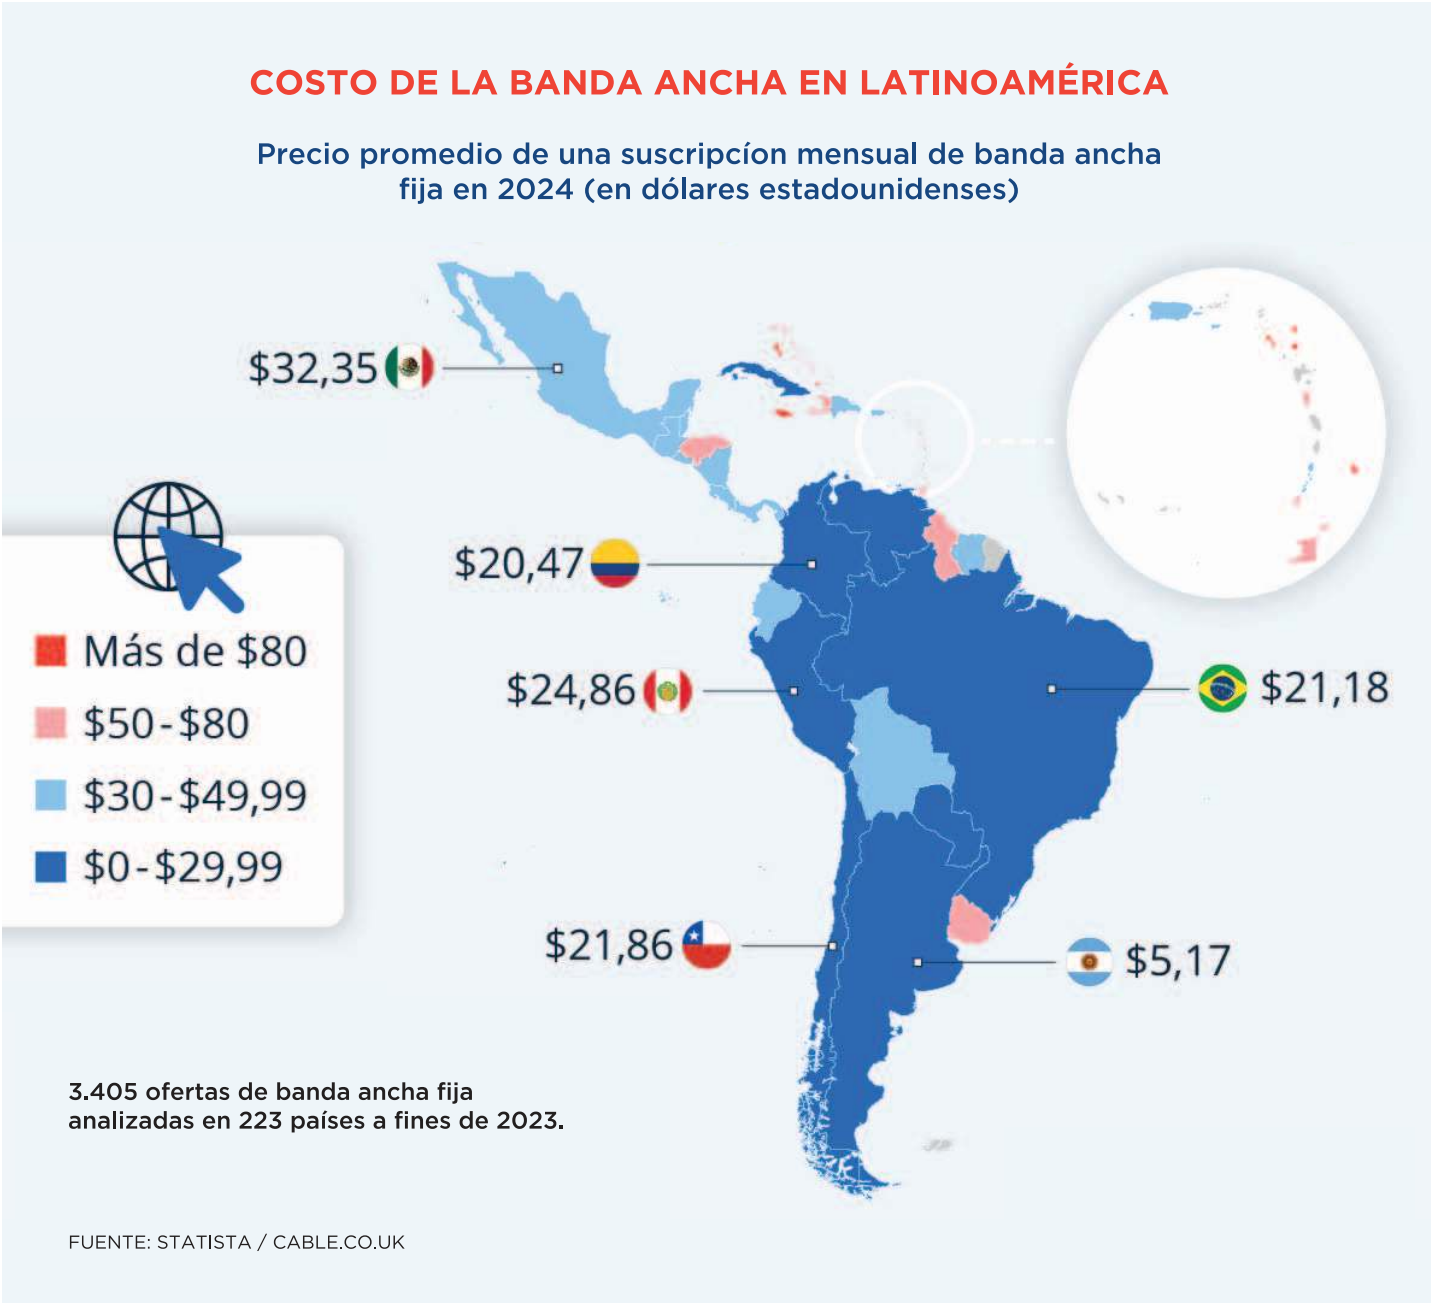 COSTO DE LA BANDA ANCHA EN LATINOAMÉRICA
Precio promedio de una suscripcíon mensual de banda ancha
fija en 2024 (en dólares estadounidenses)
$32,35
$20,47
$24,86
$21,18
$21,86
$5,17
Más de $80
$50-$80
$30-$49,99
$0-$29,99
3.405 ofertas de banda ancha fija
analizadas en 223 países a fines de 2023.
FUENTE: STATISTA / CABLE.CO.UK